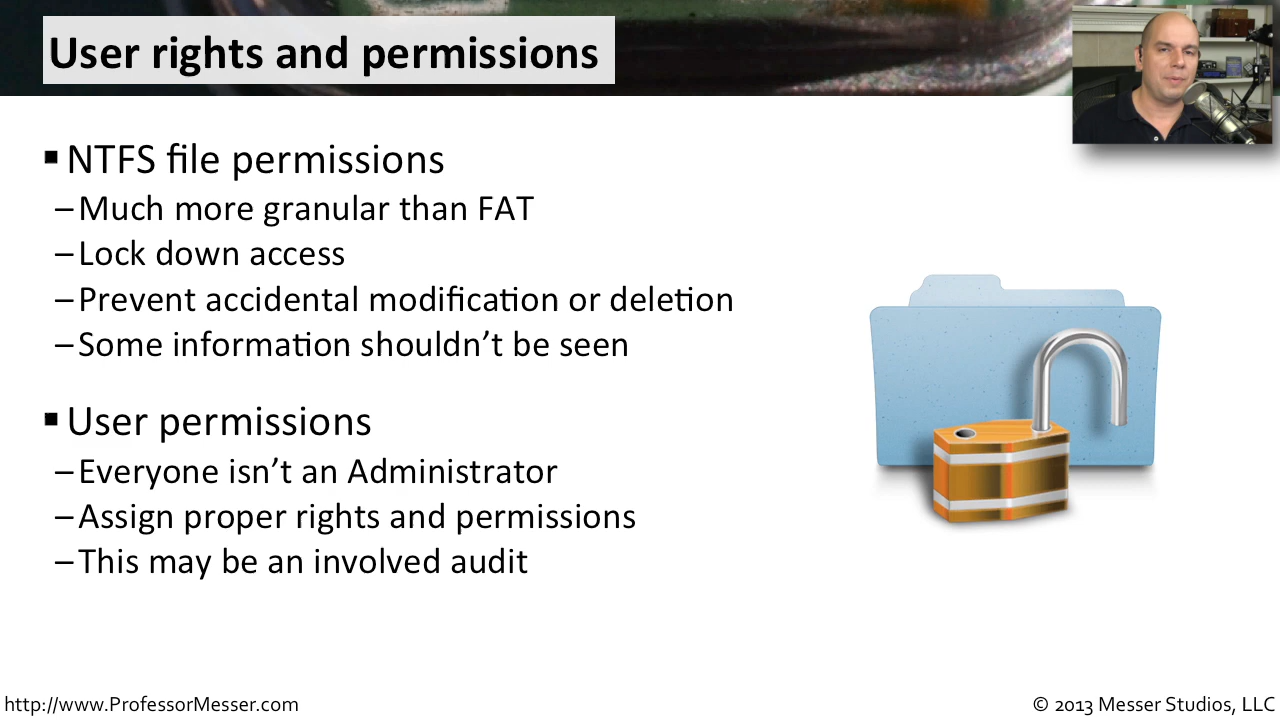 User rights and permissions
▪ NTFS file permissions
– Much more granular than FAT
– Lock down access
– Prevent accidental modification or deletion
– Some information shouldn’t be seen
▪ User permissions
– Everyone isn’t an Administrator
– Assign proper rights and permissions
– This may be an involved audit
http://www.ProfessorMesser.com
© 2013 Messer Studios, LLC